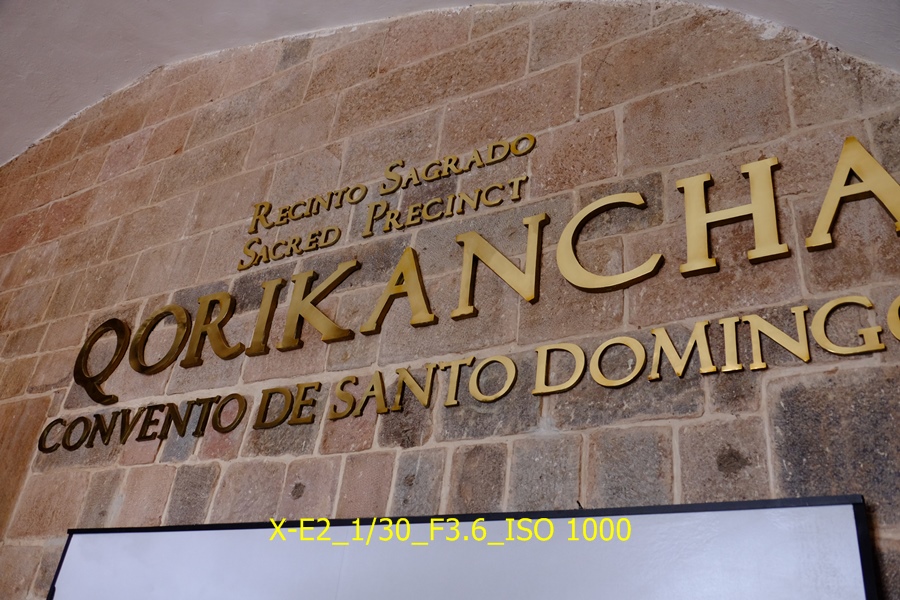 RECINTO SAGRADO
SACRED PRECINCT
QORIKANCHA
CONVENTO DE SANTO DOMINGO
X-E2_1/30_F3.6_ISO 1000